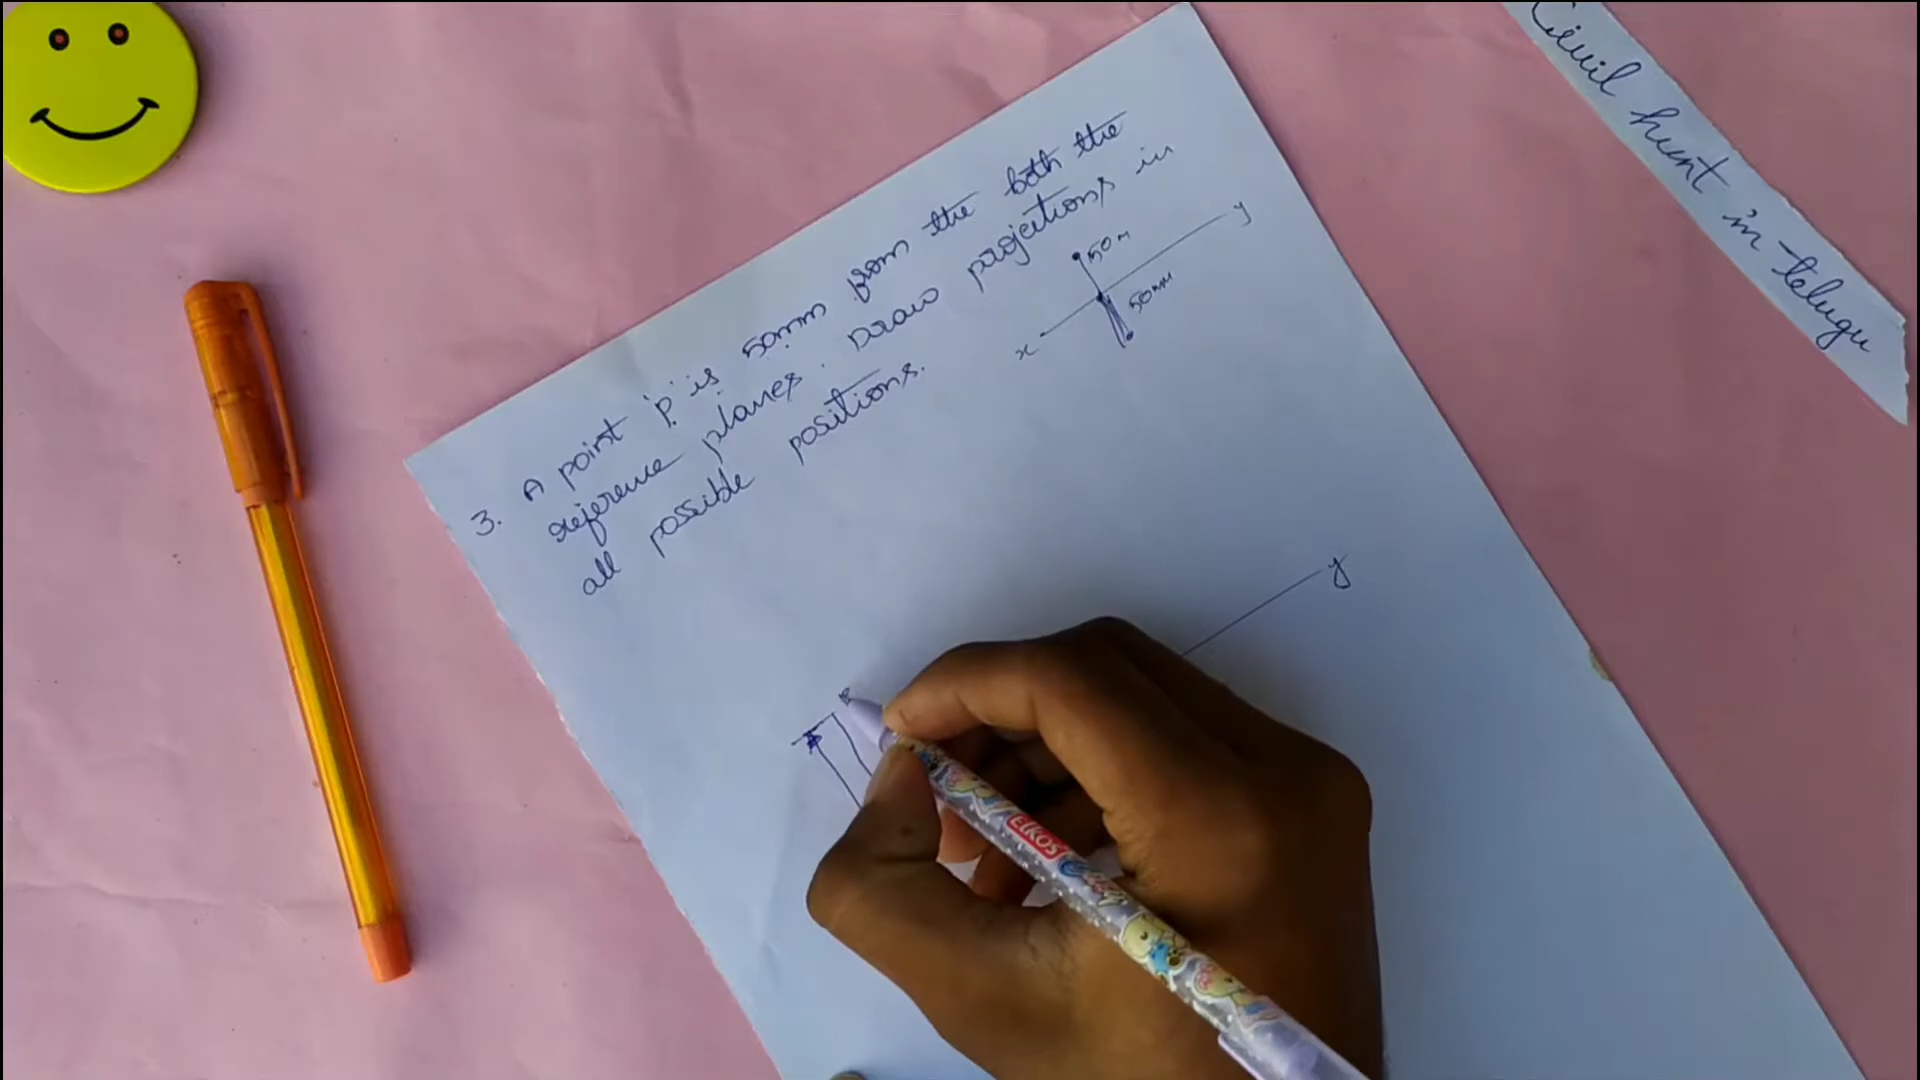 3. A point 'P' is 50mm from the both the
reference planes. Draw projections in
all possible positions.
50m
50mm
x
y
y
P
ELKOS
Civil hunt in telugu